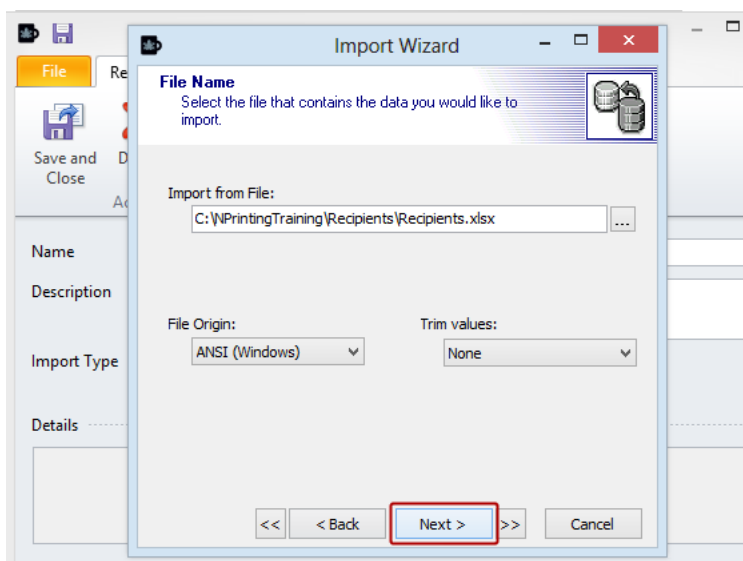 Import Wizard
File
Re
File Name
Select the file that contains the data you would like to
import.
Save and
Close
D
Import from File:
C:\NPrintingTraining\Recipients\Recipients.xlsx
...
Name
Description
File Origin:
Trim values:
ANSI (Windows)
None
Import Type
Details
<<
< Back
Next >
>>
Cancel